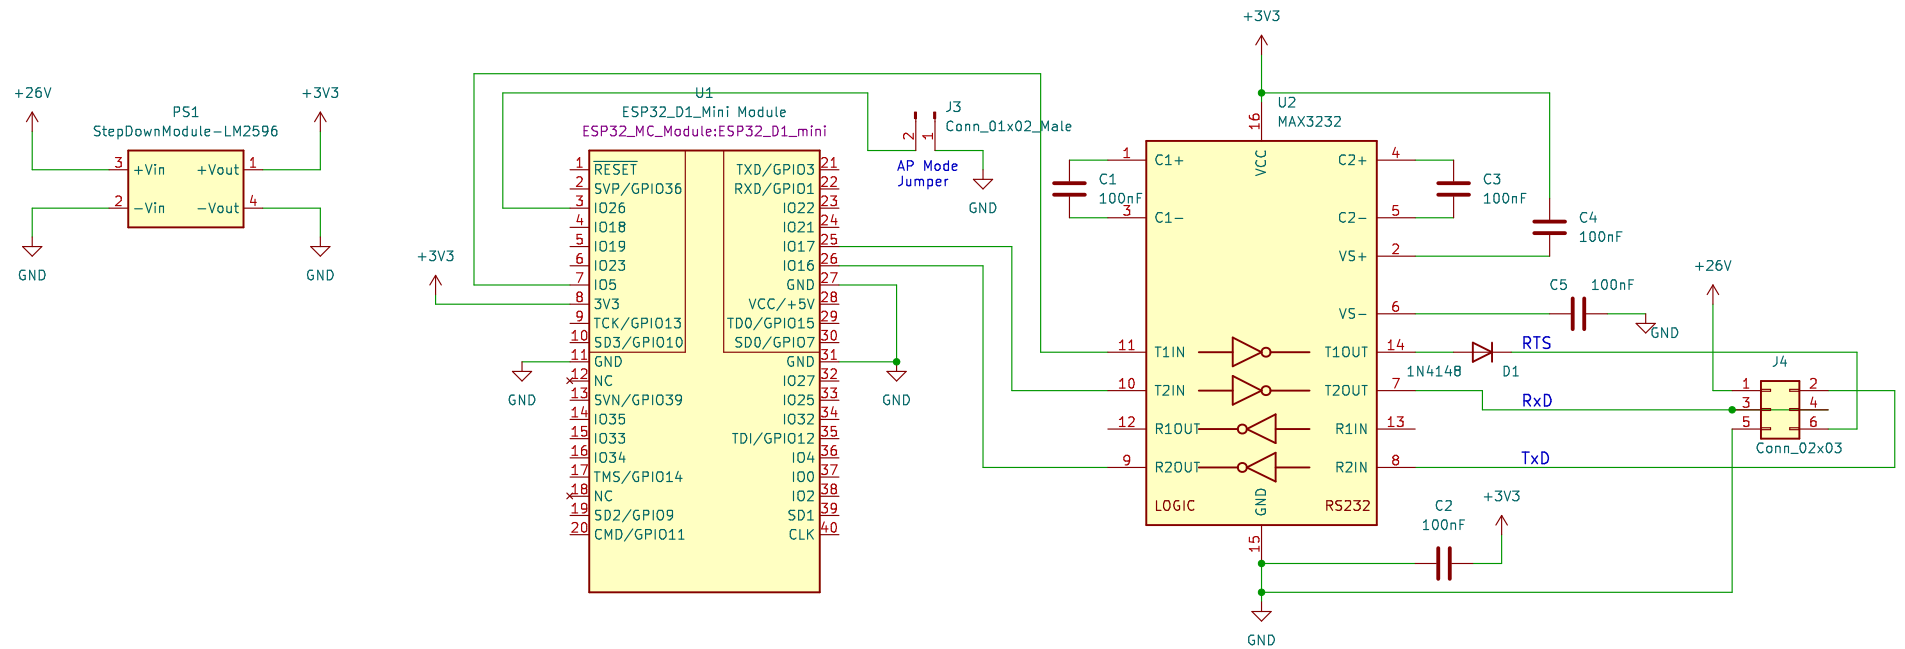 +26V
+3V3
PS1
StepDownModule-LM2596
3
+Vin
+Vout
1
2
-Vin
-Vout
4
GND
GND
U1
ESP32_D1_Mini Module
ESP32_MC_Module:ESP32_D1_mini
1
RESET
2
SVP/GPIO36
3
IO26
4
IO18
5
IO19
6
IO23
7
IO5
8
3V3
9
TCK/GPIO13
10
SD3/GPIO10
11
GND
12
NC
13
SVN/GPIO39
14
IO35
15
IO33
16
IO34
17
TMS/GPIO14
18
NC
19
SD2/GPIO9
20
CMD/GPIO11
TXD/GPIO3
21
RXD/GPIO1
22
IO22
23
IO21
24
IO17
25
IO16
26
GND
27
VCC/+5V
28
TD0/GPIO15
29
SD0/GPIO7
30
GND
31
IO27
32
IO25
33
IO32
34
TDI/GPIO12
35
IO4
36
IO0
37
IO2
38
SD1
39
CLK
40
+3V3
GND
GND
J3
Conn_01x02_Male
2
1
AP Mode
Jumper
GND
+3V3
U2
MAX3232
16
VCC
1
C1+
C1
100nF
3
C1-
C2+
4
C3
100nF
C2-
5
C4
100nF
VS+
2
C5
100nF
VS-
6
GND
11
T1IN
T1OUT
14
1N4148
D1
RTS
10
T2IN
T2OUT
7
RxD
12
R1OUT
R1IN
13
9
R2OUT
R2IN
8
TxD
LOGIC
GND
RS232
15
C2
100nF
+3V3
GND
+26V
J4
1
2
3
4
5
6
Conn_02x03